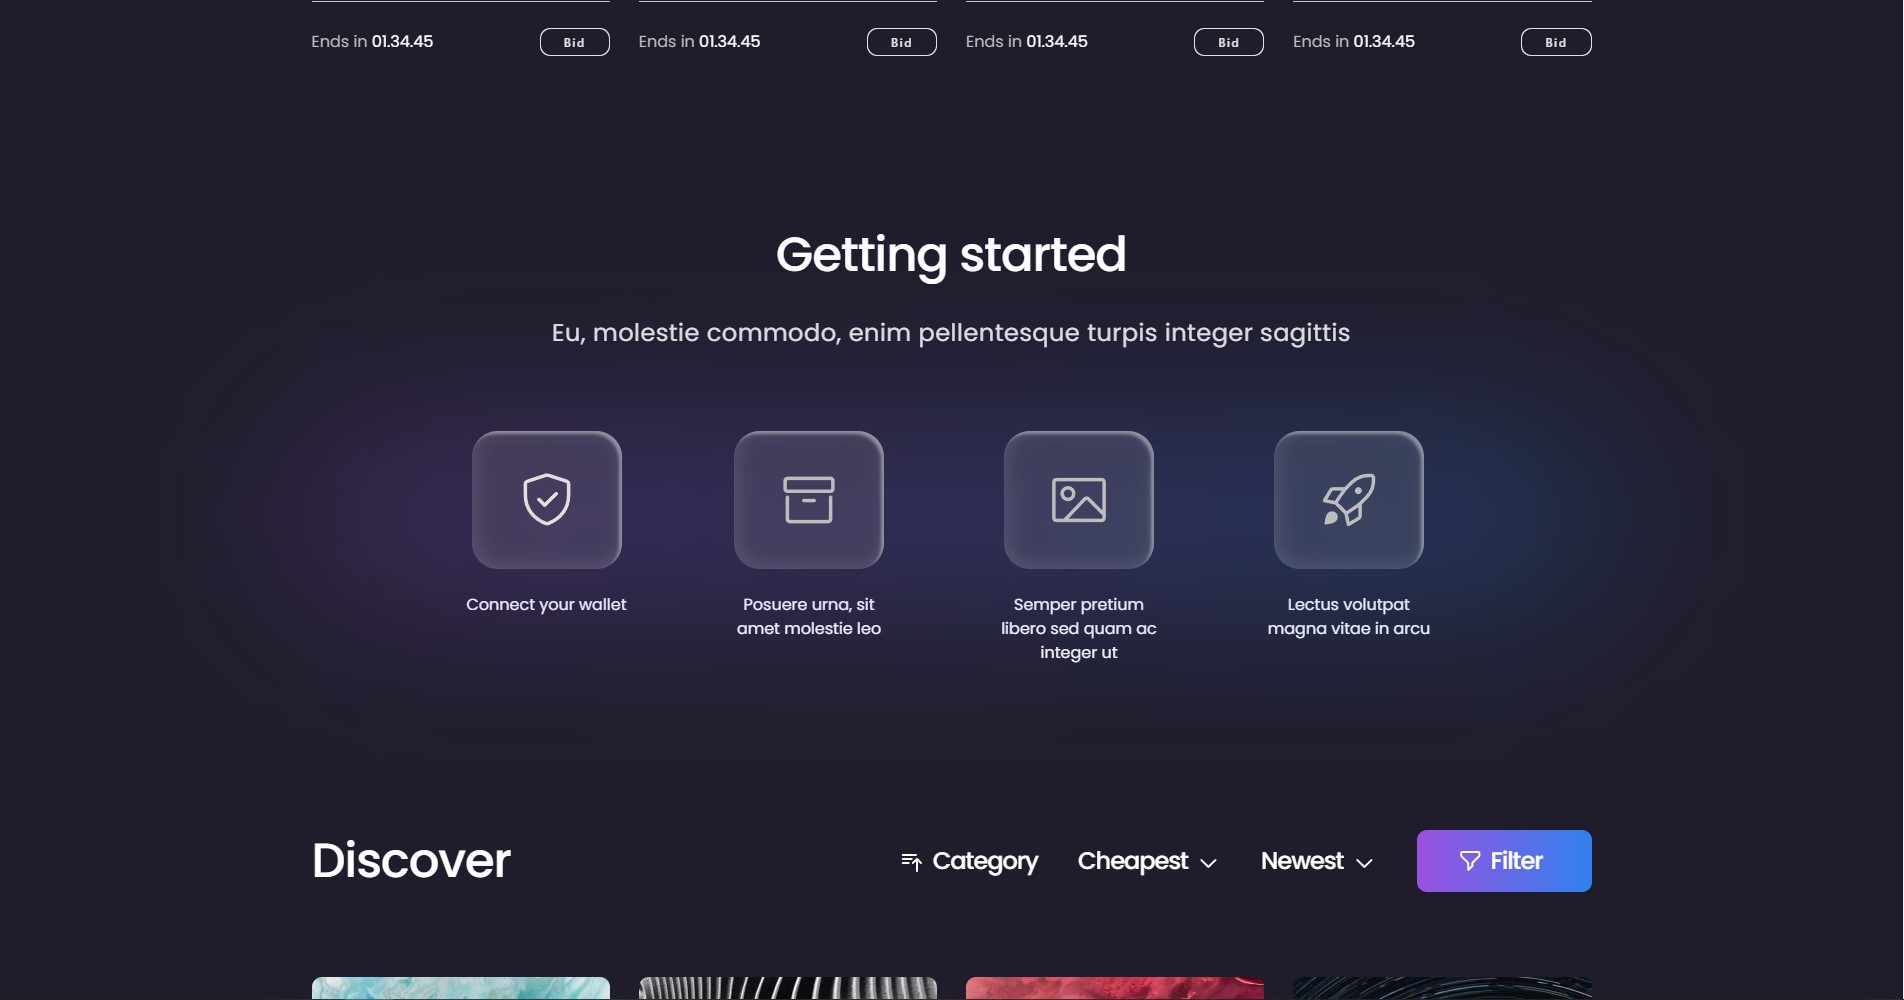 Ends in 01.34.45 Bid Ends in 01.34.45 Bid Ends in 01.34.45 Bid Ends in 01.34.45 Bid
Getting started
Eu, molestie commodo, enim pellentesque turpis integer sagittis
Connect your wallet
Posuere urna, sit
amet molestie leo
Semper pretium
libero sed quam ac
integer ut
Lectus volutpat
magna vitae in arcu
Discover Category Cheapest Newest Filter